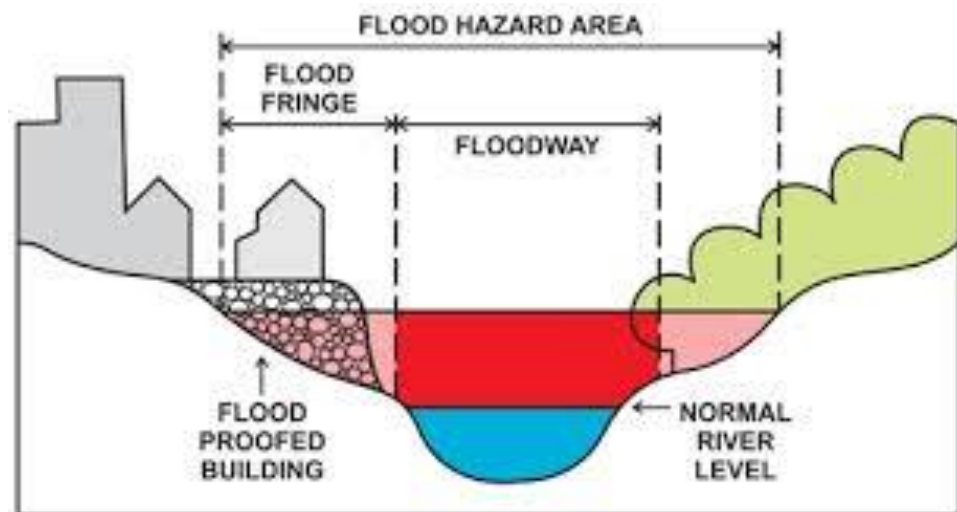 FLOOD HAZARD AREA
FLOOD
FRINGE
FLOODWAY
FLOOD
PROOFED
BUILDING
NORMAL
RIVER
LEVEL